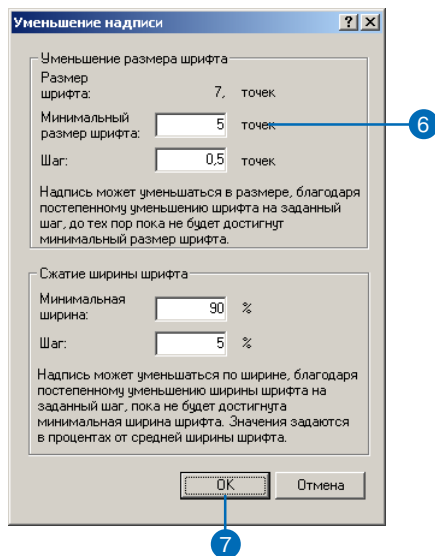 Уменьшение надписи
Уменьшение размера шрифта
Размер
шрифта: 7, точек
Минимальный
размер шрифта: 5 точек
6
Шаг: 0,5 точек
Надпись может уменьшаться в размере, благодаря
постепенному уменьшению шрифта на заданный
шаг, до тех пор пока не будет достигнут
минимальный размер шрифта.
Сжатие ширины шрифта
Минимальная
ширина: 90 %
Шаг: 5 %
Надпись может уменьшаться по ширине, благодаря
постепенному уменьшению ширины шрифта на
заданный шаг, пока не будет достигнута
минимальная ширина шрифта. Значения задаются
в процентах от средней ширины шрифта.
OK Отмена
7